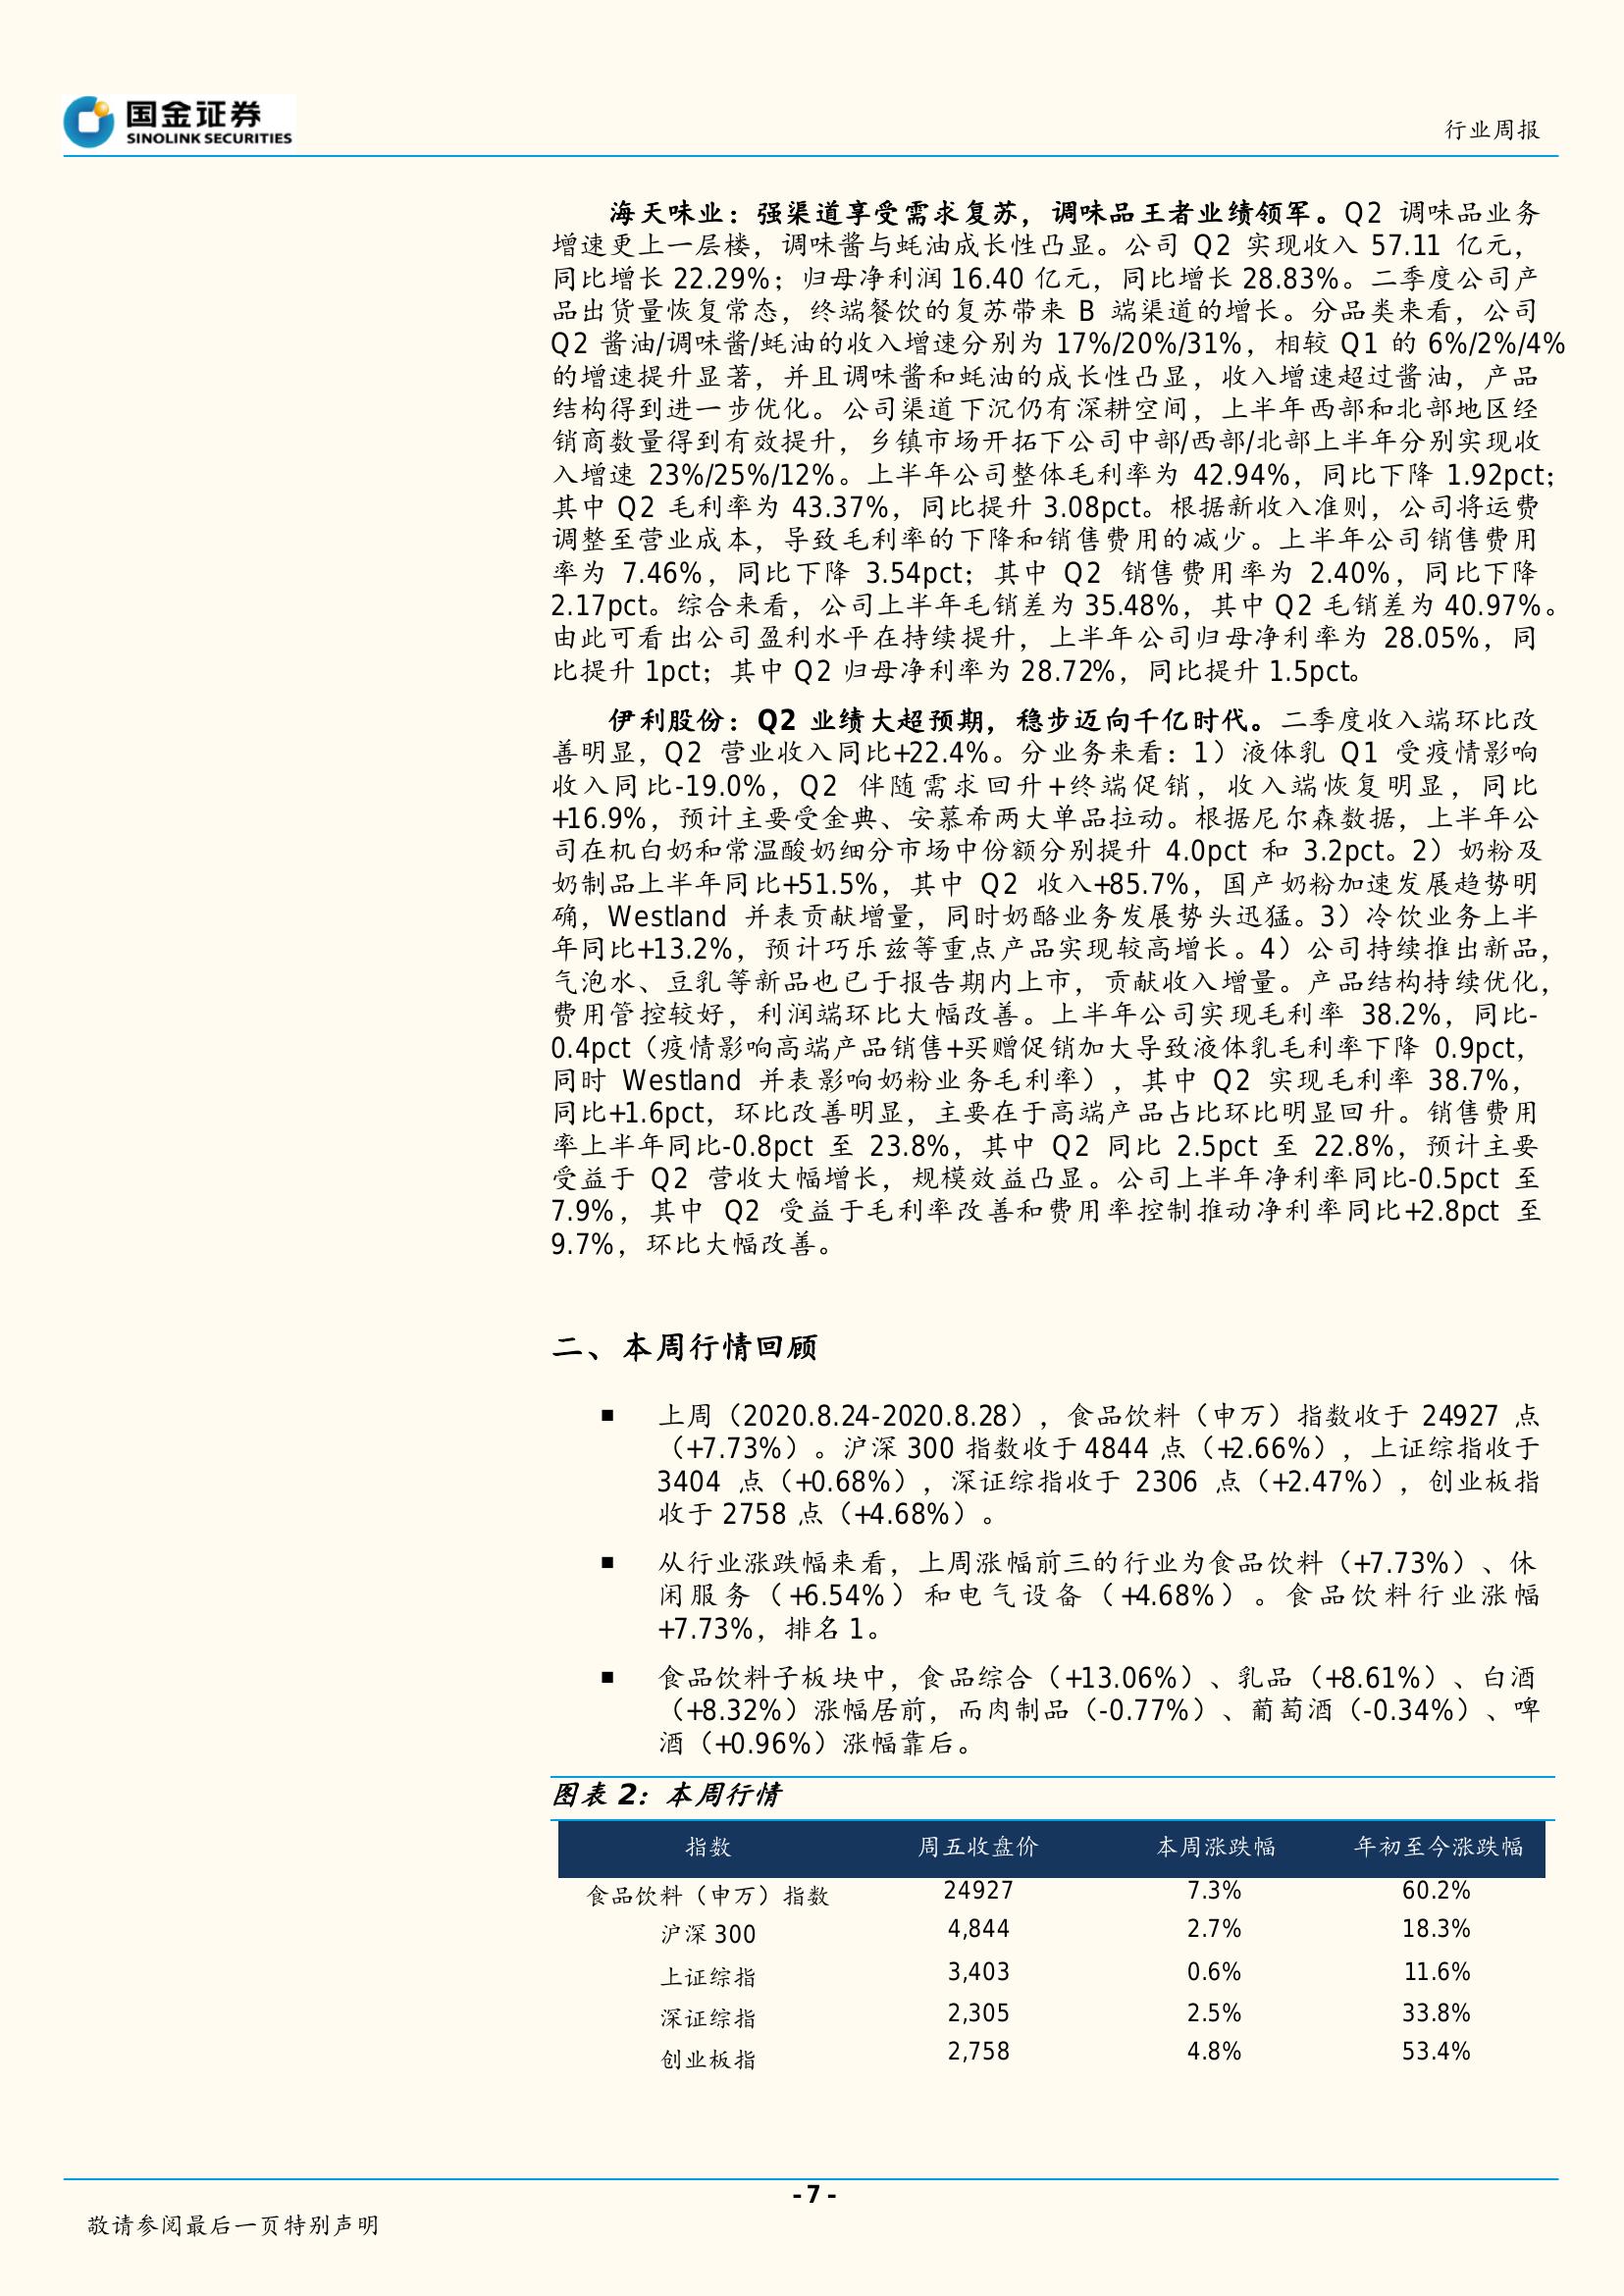 国金证券
SINOLINK SECURITIES
行业周报
海天味业：强渠道享受需求复苏，调味品王者业绩领军。Q2 调味品业务
增速更上一层楼，调味酱与蚝油成长性凸显。公司 Q2 实现收入 57.11 亿元，
同比增长 22.29%；归母净利润 16.40 亿元，同比增长 28.83%。二季度公司产
品出货量恢复常态，终端餐饮的复苏带来 B 端渠道的增长。分品类来看，公司
Q2 酱油/调味酱/蚝油的收入增速分别为 17%/20%/31%，相较 Q1 的 6%/2%/4%
的增速提升显著，并且调味酱和蚝油的成长性凸显，收入增速超过酱油，产品
结构得到进一步优化。公司渠道下沉仍有深耕空间，上半年西部和北部地区经
销商数量得到有效提升，乡镇市场开拓下公司中部/西部/北部上半年分别实现收
入增速 23%/25%/12%。上半年公司整体毛利率为 42.94%，同比下降 1.92pct；
其中 Q2 毛利率为 43.37%，同比提升 3.08pct。根据新收入准则，公司将运费
调整至营业成本，导致毛利率的下降和销售费用的减少。上半年公司销售费用
率为 7.46%，同比下降 3.54pct；其中 Q2 销售费用率为 2.40%，同比下降
2.17pct。综合来看，公司上半年毛销差为 35.48%，其中 Q2 毛销差为 40.97%。
由此可看出公司盈利水平在持续提升，上半年公司归母净利率为 28.05%，同
比提升 1pct；其中 Q2 归母净利率为 28.72%，同比提升 1.5pct。
伊利股份：Q2 业绩大超预期，稳步迈向千亿时代。二季度收入端环比改
善明显，Q2 营业收入同比+22.4%。分业务来看：1）液体乳 Q1 受疫情影响
收入同比-19.0%，Q2 伴随需求回升+终端促销，收入端恢复明显，同比
+16.9%，预计主要受金典、安慕希两大单品拉动。根据尼尔森数据，上半年公
司在机白奶和常温酸奶细分市场中份额分别提升 4.0pct 和 3.2pct。2）奶粉及
奶制品上半年同比+51.5%，其中 Q2 收入+85.7%，国产奶粉加速发展趋势明
确，Westland 并表贡献增量，同时奶酪业务发展势头迅猛。3）冷饮业务上半
年同比+13.2%，预计巧乐兹等重点产品实现较高增长。4）公司持续推出新品，
气泡水、豆乳等新品也已于报告期内上市，贡献收入增量。产品结构持续优化，
费用管控较好，利润端环比大幅改善。上半年公司实现毛利率 38.2%，同比-
0.4pct（疫情影响高端产品销售+买赠促销加大导致液体乳毛利率下降 0.9pct，
同时 Westland 并表影响奶粉业务毛利率），其中 Q2 实现毛利率 38.7%，
同比+1.6pct，环比改善明显，主要在于高端产品占比环比明显回升。销售费用
率上半年同比-0.8pct 至 23.8%，其中 Q2 同比 2.5pct 至 22.8%，预计主要
受益于 Q2 营收大幅增长，规模效益凸显。公司上半年净利率同比-0.5pct 至
7.9%，其中 Q2 受益于毛利率改善和费用率控制推动净利率同比+2.8pct 至
9.7%，环比大幅改善。
二、本周行情回顾
■ 上周（2020.8.24-2020.8.28），食品饮料（申万）指数收于 24927 点
（+7.73%）。沪深 300 指数收于 4844 点（+2.66%），上证综指收于
3404 点（+0.68%），深证综指收于 2306 点（+2.47%），创业板指
收于 2758 点（+4.68%）。
■ 从行业涨跌幅来看，上周涨幅前三的行业为食品饮料（+7.73%）、休
闲服务（+6.54%）和电气设备（+4.68%）。食品饮料行业涨幅
+7.73%，排名 1。
■ 食品饮料子板块中，食品综合（+13.06%）、乳品（+8.61%）、白酒
（+8.32%）涨幅居前，而肉制品（-0.77%）、葡萄酒（-0.34%）、啤
酒（+0.96%）涨幅靠后。
图表 2：本周行情
指数 周五收盘价 本周涨跌幅 年初至今涨跌幅
食品饮料（申万）指数 24927 7.3% 60.2%
沪深 300 4,844 2.7% 18.3%
上证综指 3,403 0.6% 11.6%
深证综指 2,305 2.5% 33.8%
创业板指 2,758 4.8% 53.4%
- 7 -
敬请参阅最后一页特别声明